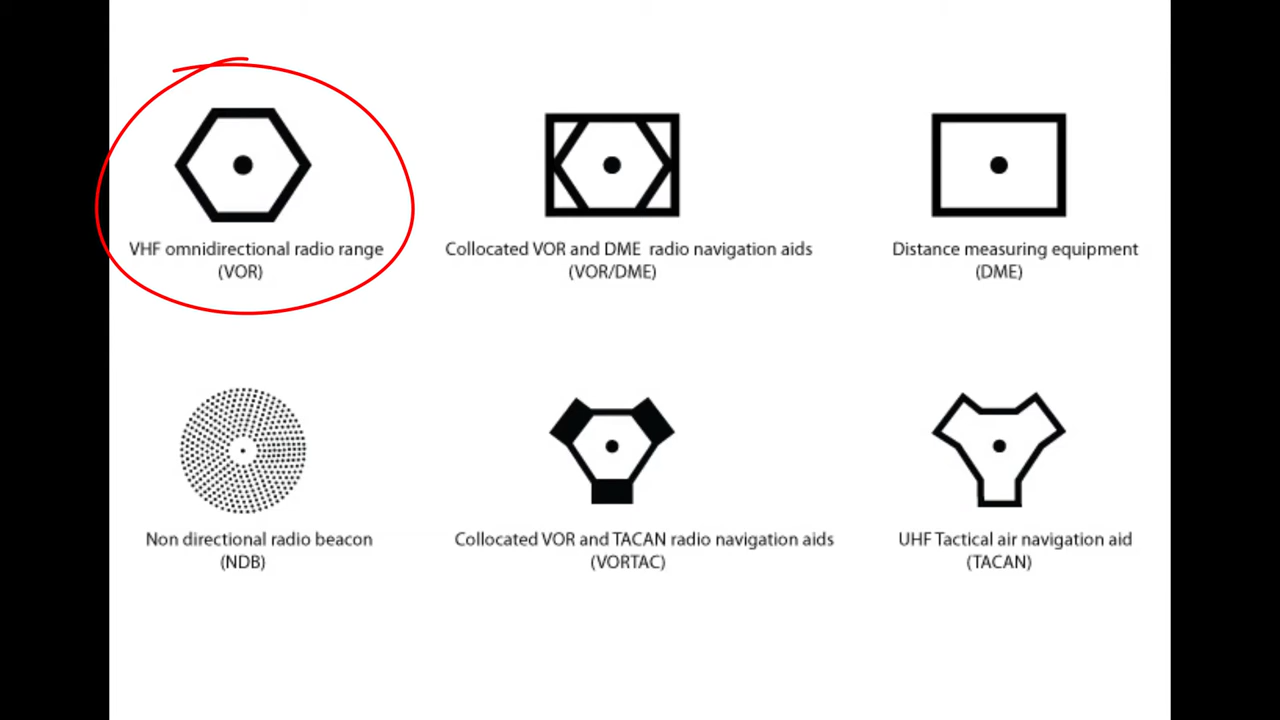 VHF omnidirectional radio range
(VOR)
Collocated VOR and DME radio navigation aids
(VOR/DME)
Distance measuring equipment
(DME)
Non directional radio beacon
(NDB)
Collocated VOR and TACAN radio navigation aids
(VORTAC)
UHF Tactical air navigation aid
(TACAN)